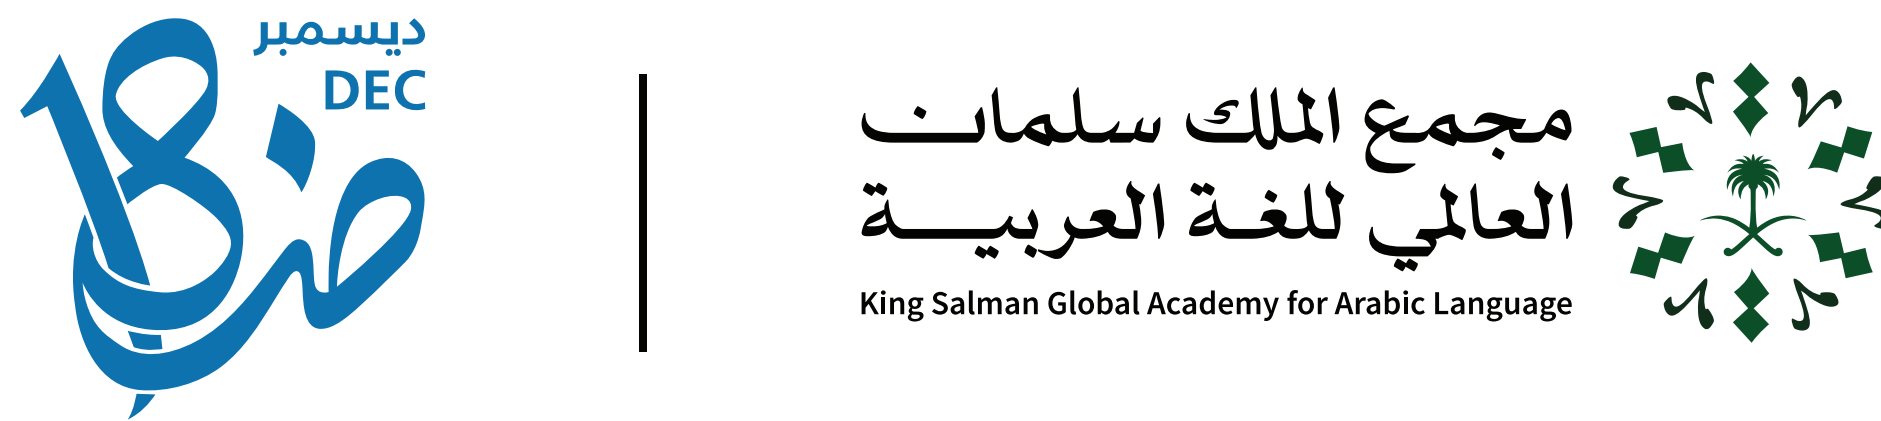 ديسمبر
DEC
18
ض
مجمع الملك سلمان
العالمي للغة العربية
King Salman Global Academy for Arabic Language